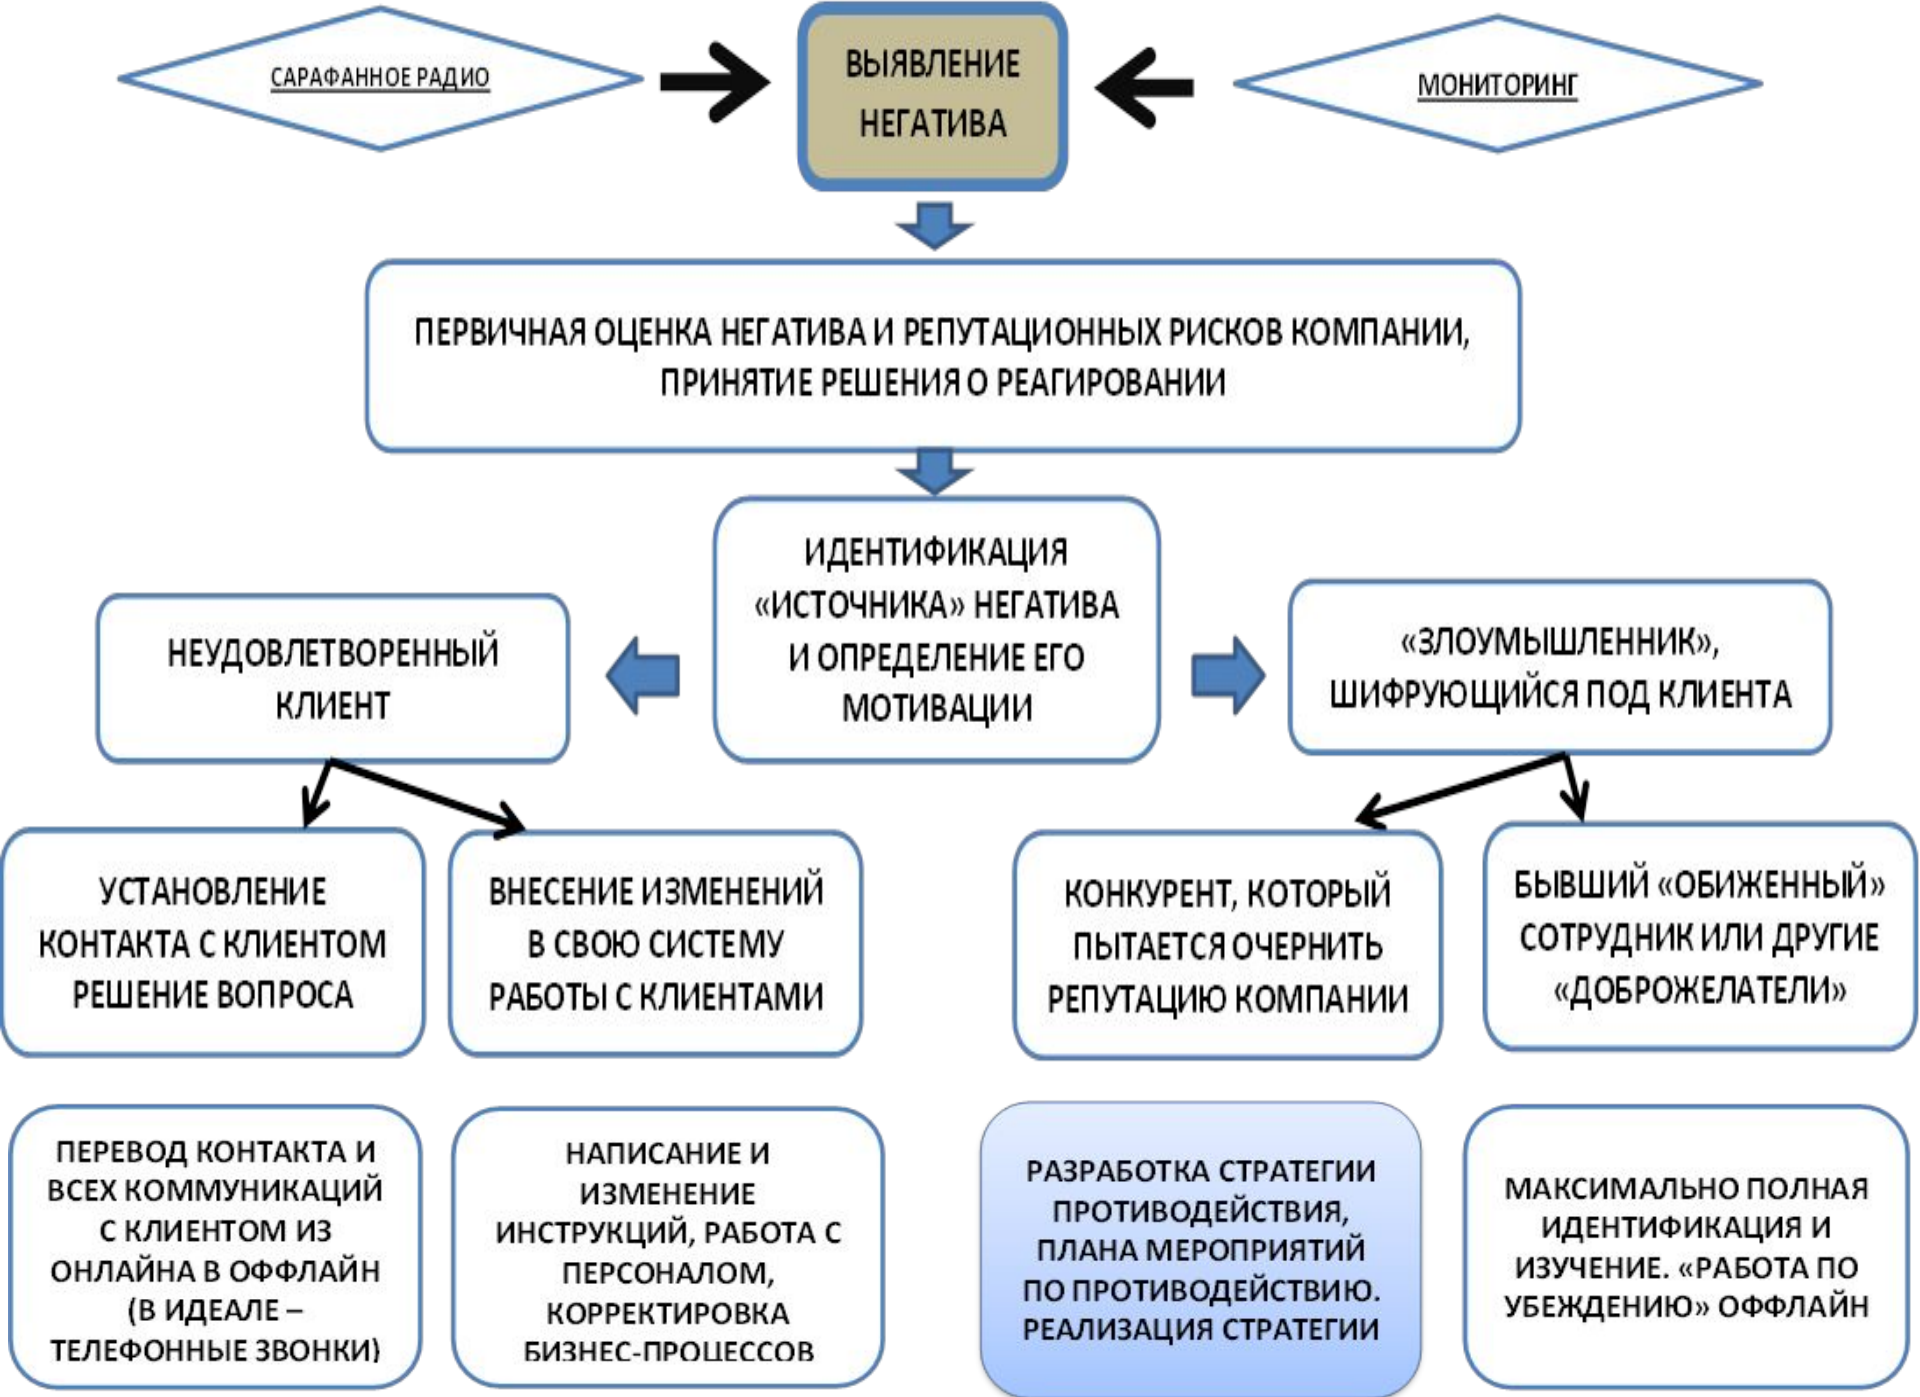 САРАФАННОЕ РАДИО
ВЫЯВЛЕНИЕ
НЕГАТИВА
МОНИТОРИНГ
ПЕРВИЧНАЯ ОЦЕНКА НЕГАТИВА И РЕПУТАЦИОННЫХ РИСКОВ КОМПАНИИ,
ПРИНЯТИЕ РЕШЕНИЯ О РЕАГИРОВАНИИ
ИДЕНТИФИКАЦИЯ
«ИСТОЧНИКА» НЕГАТИВА
И ОПРЕДЕЛЕНИЕ ЕГО
МОТИВАЦИИ
НЕУДОВЛЕТВОРЕННЫЙ
КЛИЕНТ
«ЗЛОУМЫШЛЕННИК»,
ШИФРУЮЩИЙСЯ ПОД КЛИЕНТА
УСТАНОВЛЕНИЕ
КОНТАКТА С КЛИЕНТОМ
РЕШЕНИЕ ВОПРОСА
ВНЕСЕНИЕ ИЗМЕНЕНИЙ
В СВОЮ СИСТЕМУ
РАБОТЫ С КЛИЕНТАМИ
КОНКУРЕНТ, КОТОРЫЙ
ПЫТАЕТСЯ ОЧЕРНИТЬ
РЕПУТАЦИЮ КОМПАНИИ
БЫВШИЙ «ОБИЖЕННЫЙ»
СОТРУДНИК ИЛИ ДРУГИЕ
«ДОБРОЖЕЛАТЕЛИ»
ПЕРЕВОД КОНТАКТА И
ВСЕХ КОММУНИКАЦИЙ
С КЛИЕНТОМ ИЗ
ОНЛАЙНА В ОФФЛАЙН
(В ИДЕАЛЕ –
ТЕЛЕФОННЫЕ ЗВОНКИ)
НАПИСАНИЕ И
ИЗМЕНЕНИЕ
ИНСТРУКЦИЙ, РАБОТА С
ПЕРСОНАЛОМ,
КОРРЕКТИРОВКА
БИЗНЕС-ПРОЦЕССОВ
РАЗРАБОТКА СТРАТЕГИИ
ПРОТИВОДЕЙСТВИЯ,
ПЛАНА МЕРОПРИЯТИЙ
ПО ПРОТИВОДЕЙСТВИЮ.
РЕАЛИЗАЦИЯ СТРАТЕГИИ
МАКСИМАЛЬНО ПОЛНАЯ
ИДЕНТИФИКАЦИЯ И
ИЗУЧЕНИЕ. «РАБОТА ПО
УБЕЖДЕНИЮ» ОФФЛАЙН